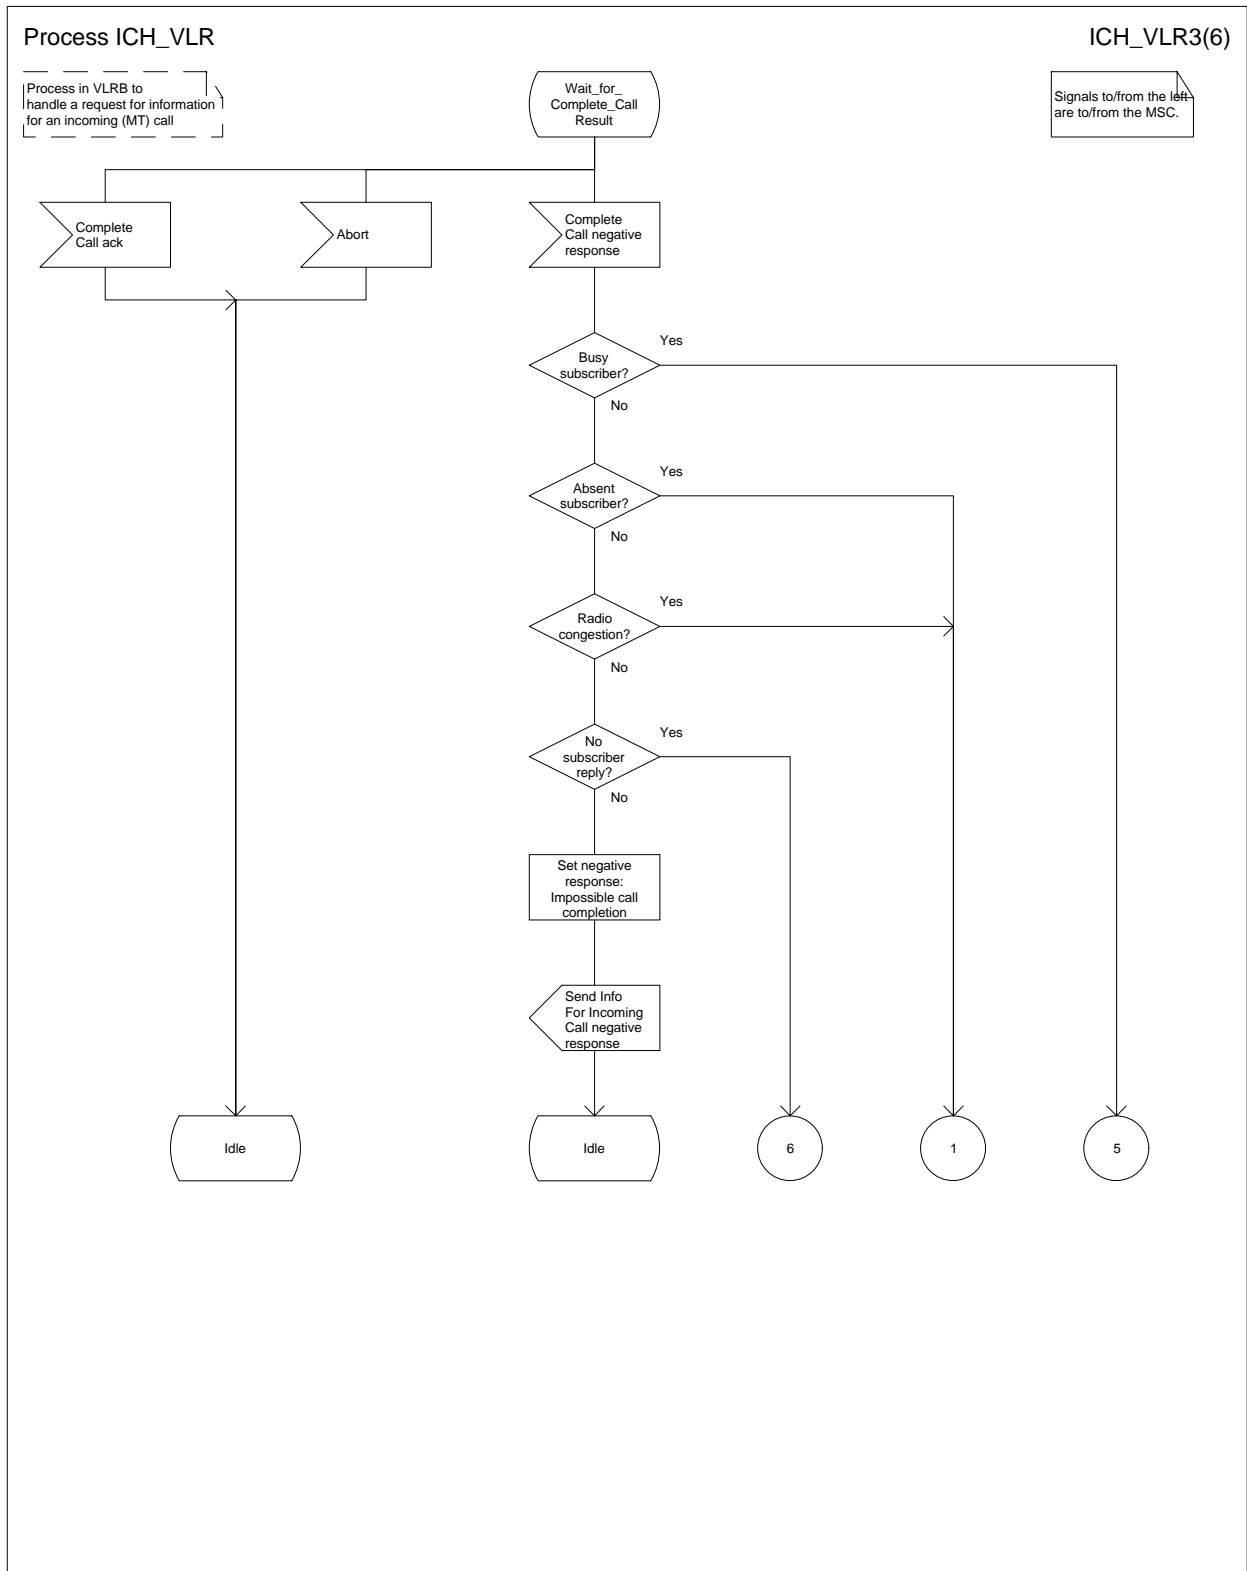 Process ICH_VLR
ICH_VLR3(6)
Process in VLRB to
handle a request for information
for an incoming (MT) call
Wait_for_
Complete_Call
Result
Signals to/from the left
are to/from the MSC.
Complete
Call ack
Abort
Complete
Call negative
response
Yes
Busy
subscriber?
No
Yes
Absent
subscriber?
No
Yes
Radio
congestion?
No
Yes
No
subscriber
reply?
No
Set negative
response:
Impossible call
completion
Send Info
For Incoming
Call negative
response
Idle
Idle
6
1
5